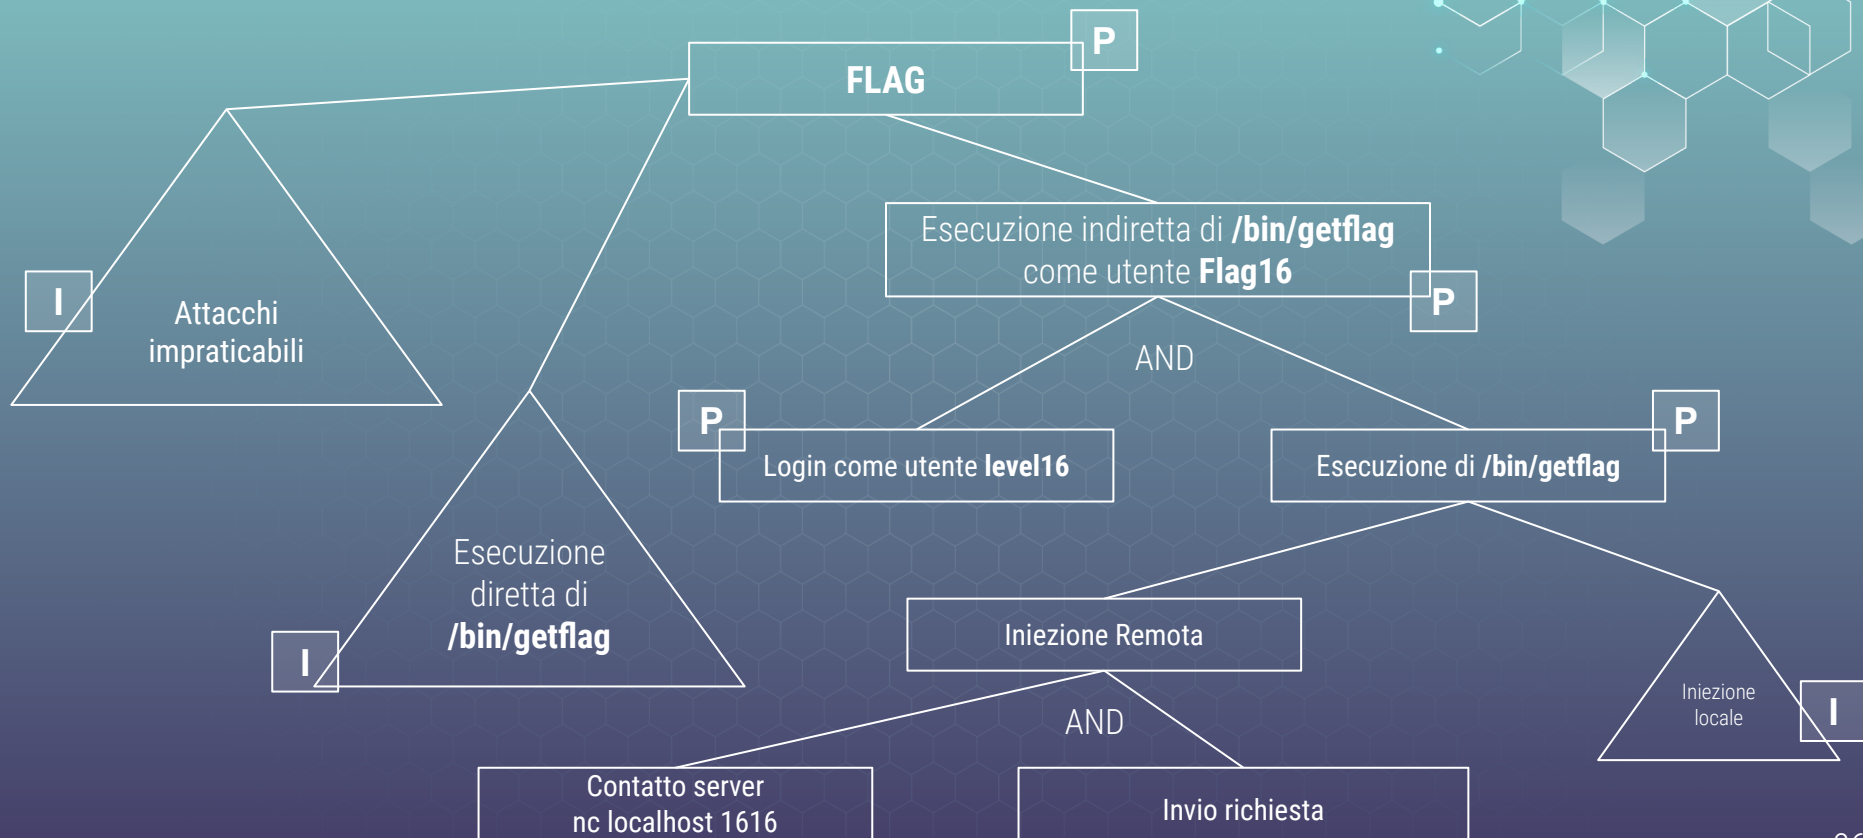 P
FLAG
Esecuzione indiretta di /bin/getflag
come utente Flag16
P
I
Attacchi
impraticabili
AND
P
Login come utente level16
P
Esecuzione di /bin/getflag
Esecuzione
diretta di
/bin/getflag
I
Iniezione Remota
Iniezione
locale
I
AND
Contatto server
nc localhost 1616
Invio richiesta